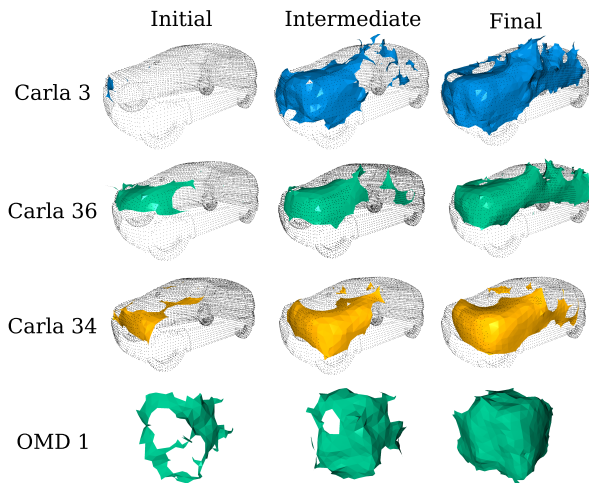 Initial Intermediate Final
Carla 3
Carla 36
Carla 34
OMD 1